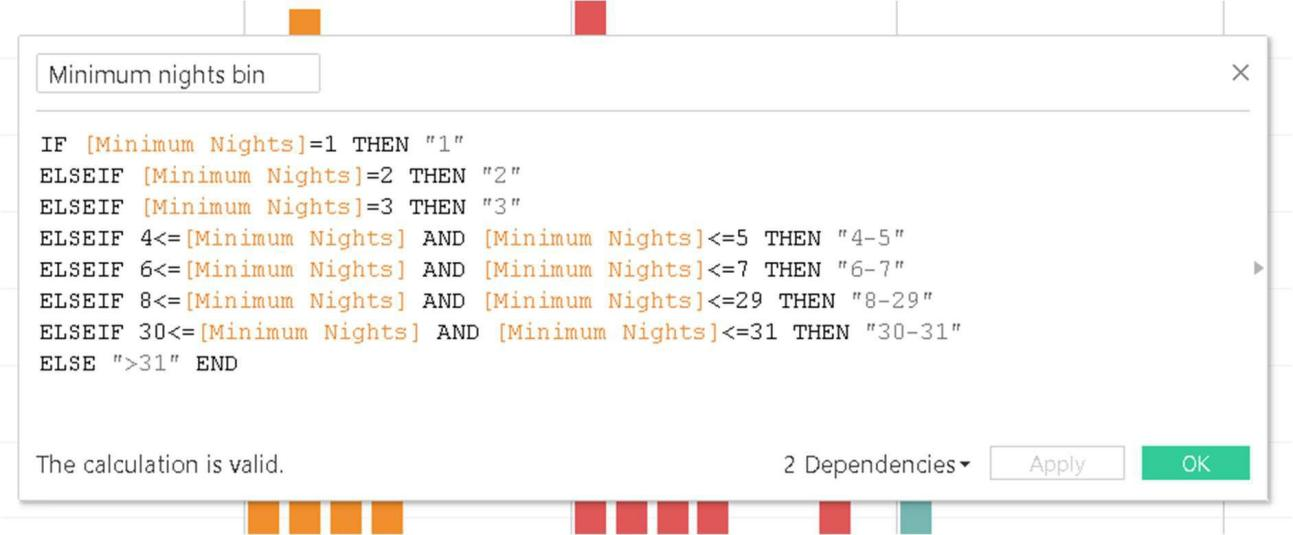 Minimum nights bin
IF [Minimum Nights]=1 THEN "1"
ELSEIF [Minimum Nights]=2 THEN "2"
ELSEIF [Minimum Nights]=3 THEN "3"
ELSEIF 4<=[Minimum Nights] AND [Minimum Nights]<=5 THEN "4-5"
ELSEIF 6<=[Minimum Nights] AND [Minimum Nights]<=7 THEN "6-7"
ELSEIF 8<=[Minimum Nights] AND [Minimum Nights]<=29 THEN "8-29"
ELSEIF 30<=[Minimum Nights] AND [Minimum Nights]<=31 THEN "30-31"
ELSE ">31" END
The calculation is valid. 2 Dependencies Apply OK